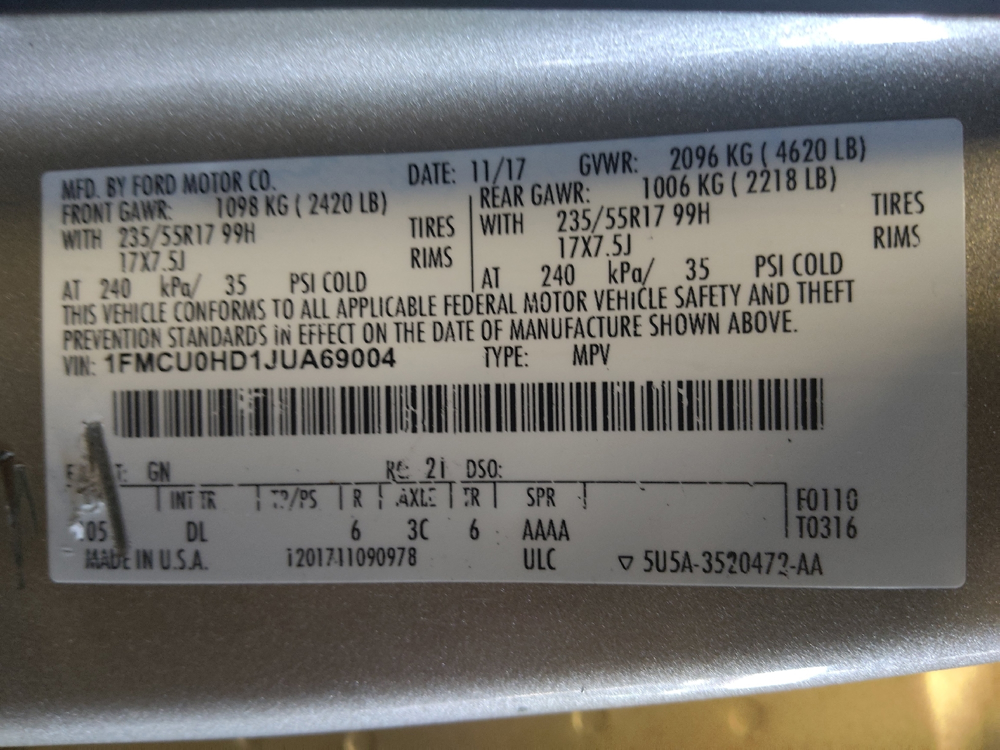 MFD. BY FORD MOTOR CO. DATE: 11/17 GVWR: 2096 KG ( 4620 LB)
FRONT GAWR: 1098 KG ( 2420 LB) REAR GAWR: 1006 KG ( 2218 LB)
WITH 235/55R17 99H TIRES WITH 235/55R17 99H TIRES
17X7.5J RIMS 17X7.5J RIMS
AT 240 kPa/ 35 PSI COLD AT 240 kPa/ 35 PSI COLD
THIS VEHICLE CONFORMS TO ALL APPLICABLE FEDERAL MOTOR VEHICLE SAFETY AND THEFT
PREVENTION STANDARDS IN EFFECT ON THE DATE OF MANUFACTURE SHOWN ABOVE.
VIN: 1FMCU0HD1JUA69004 TYPE: MPV
GN 21 DSO:
INT TR TP/PS R AXLE TR SPR F0110
DL 6 3C 6 AAAA T0316
MADE IN U.S.A. 1201711090978 ULC ▽ 5U5A-3520472-AA